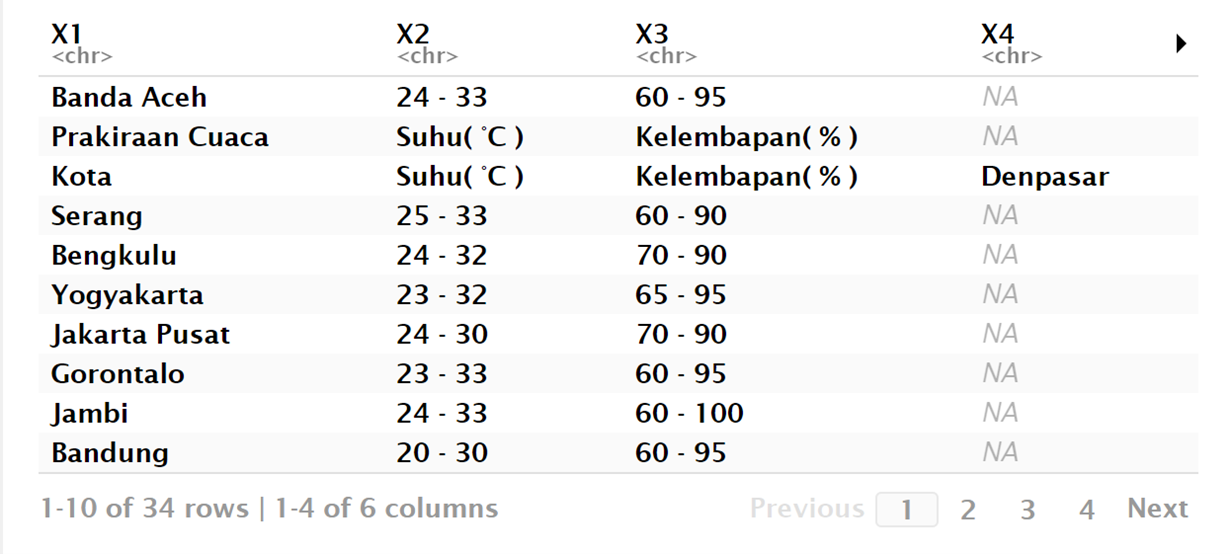 X1 X2 X3 X4
<chr> <chr> <chr> <chr>
Banda Aceh 24 - 33 60 - 95 NA
Prakiraan Cuaca Suhu( °C ) Kelembapan( % ) NA
Kota Suhu( °C ) Kelembapan( % ) Denpasar
Serang 25 - 33 60 - 90 NA
Bengkulu 24 - 32 70 - 90 NA
Yogyakarta 23 - 32 65 - 95 NA
Jakarta Pusat 24 - 30 70 - 90 NA
Gorontalo 23 - 33 60 - 95 NA
Jambi 24 - 33 60 - 100 NA
Bandung 20 - 30 60 - 95 NA
1-10 of 34 rows | 1-4 of 6 columns Previous 1 2 3 4 Next